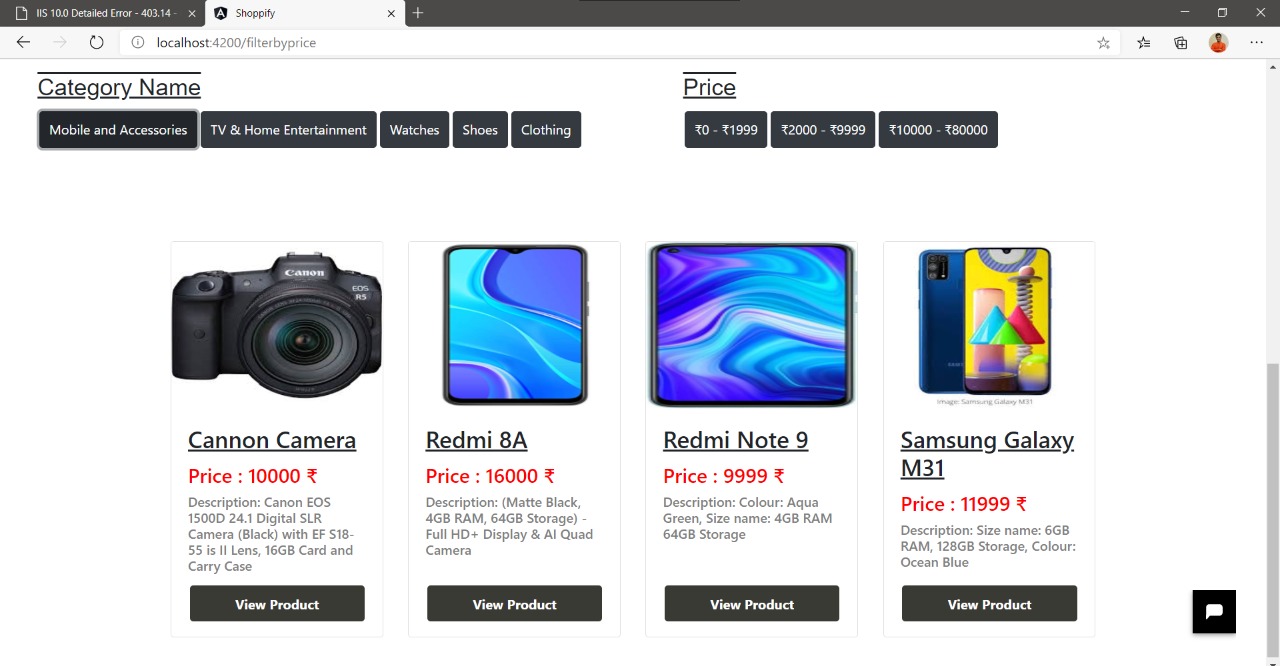 IIS 10.0 Detailed Error - 403.14 -
Shoppify
localhost:4200/filterbyprice
Category Name
Price
Mobile and Accessories
TV & Home Entertainment
Watches
Shoes
Clothing
₹0 - ₹1999
₹2000 - ₹9999
₹10000 - ₹80000
Canon
EOS
R5
Cannon Camera
Price : 10000 ₹
Description: Canon EOS
1500D 24.1 Digital SLR
Camera (Black) with EF S18-
55 is II Lens, 16GB Card and
Carry Case
View Product
Redmi 8A
Price : 16000 ₹
Description: (Matte Black,
4GB RAM, 64GB Storage) -
Full HD+ Display & AI Quad
Camera
View Product
Redmi Note 9
Price : 9999 ₹
Description: Colour: Aqua
Green, Size name: 4GB RAM
64GB Storage
View Product
SAMSUNG
Image: Samsung Galaxy M31
Samsung Galaxy
M31
Price : 11999 ₹
Description: Size name: 6GB
RAM, 128GB Storage, Colour:
Ocean Blue
View Product